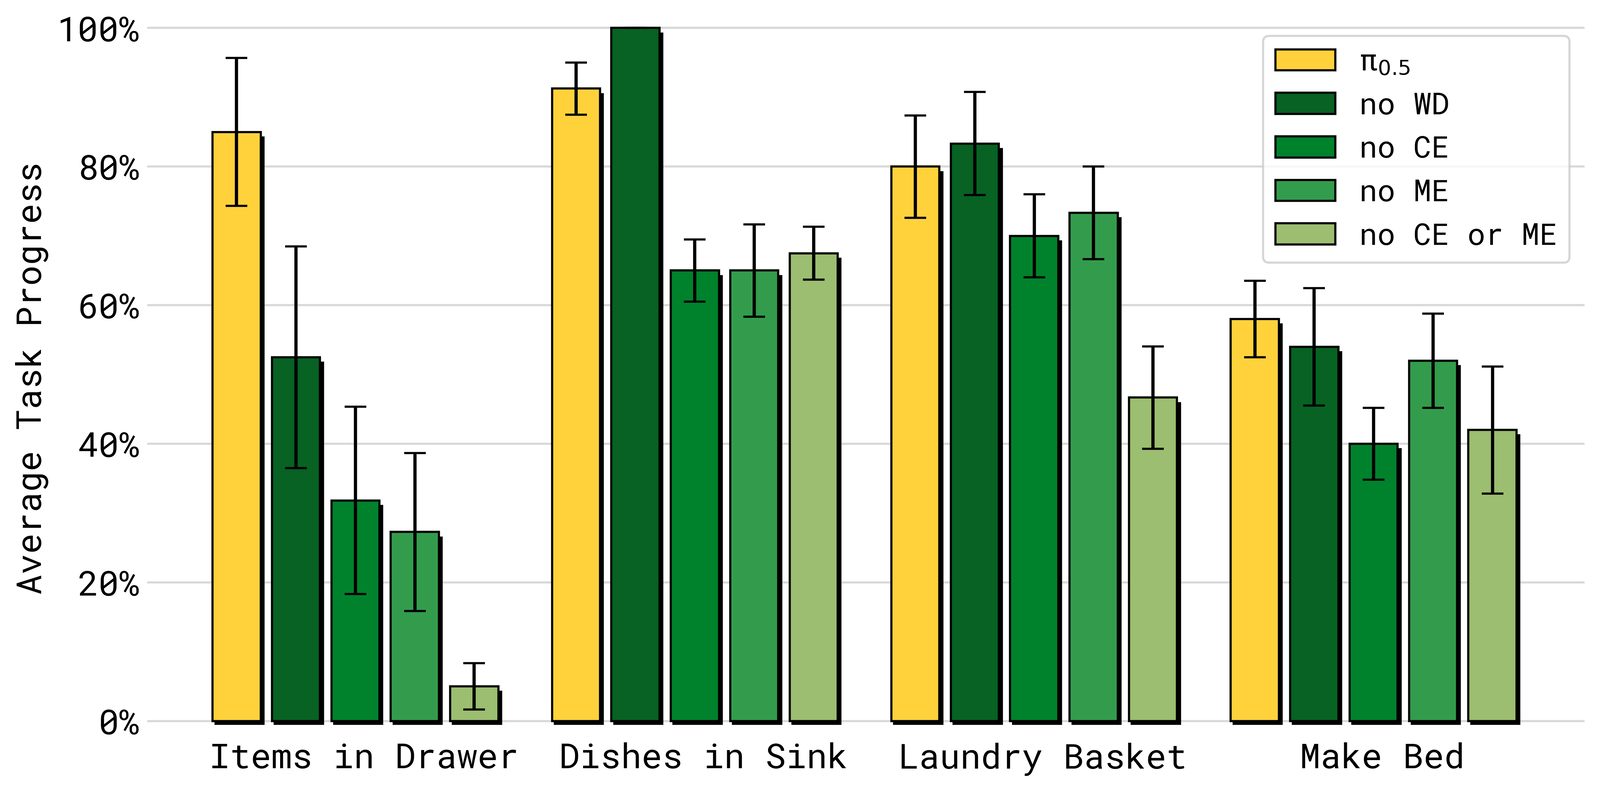 100%
80%
60%
40%
20%
0%
Average Task Progress
π0.5
no WD
no CE
no ME
no CE or ME
Items in Drawer
Dishes in Sink
Laundry Basket
Make Bed